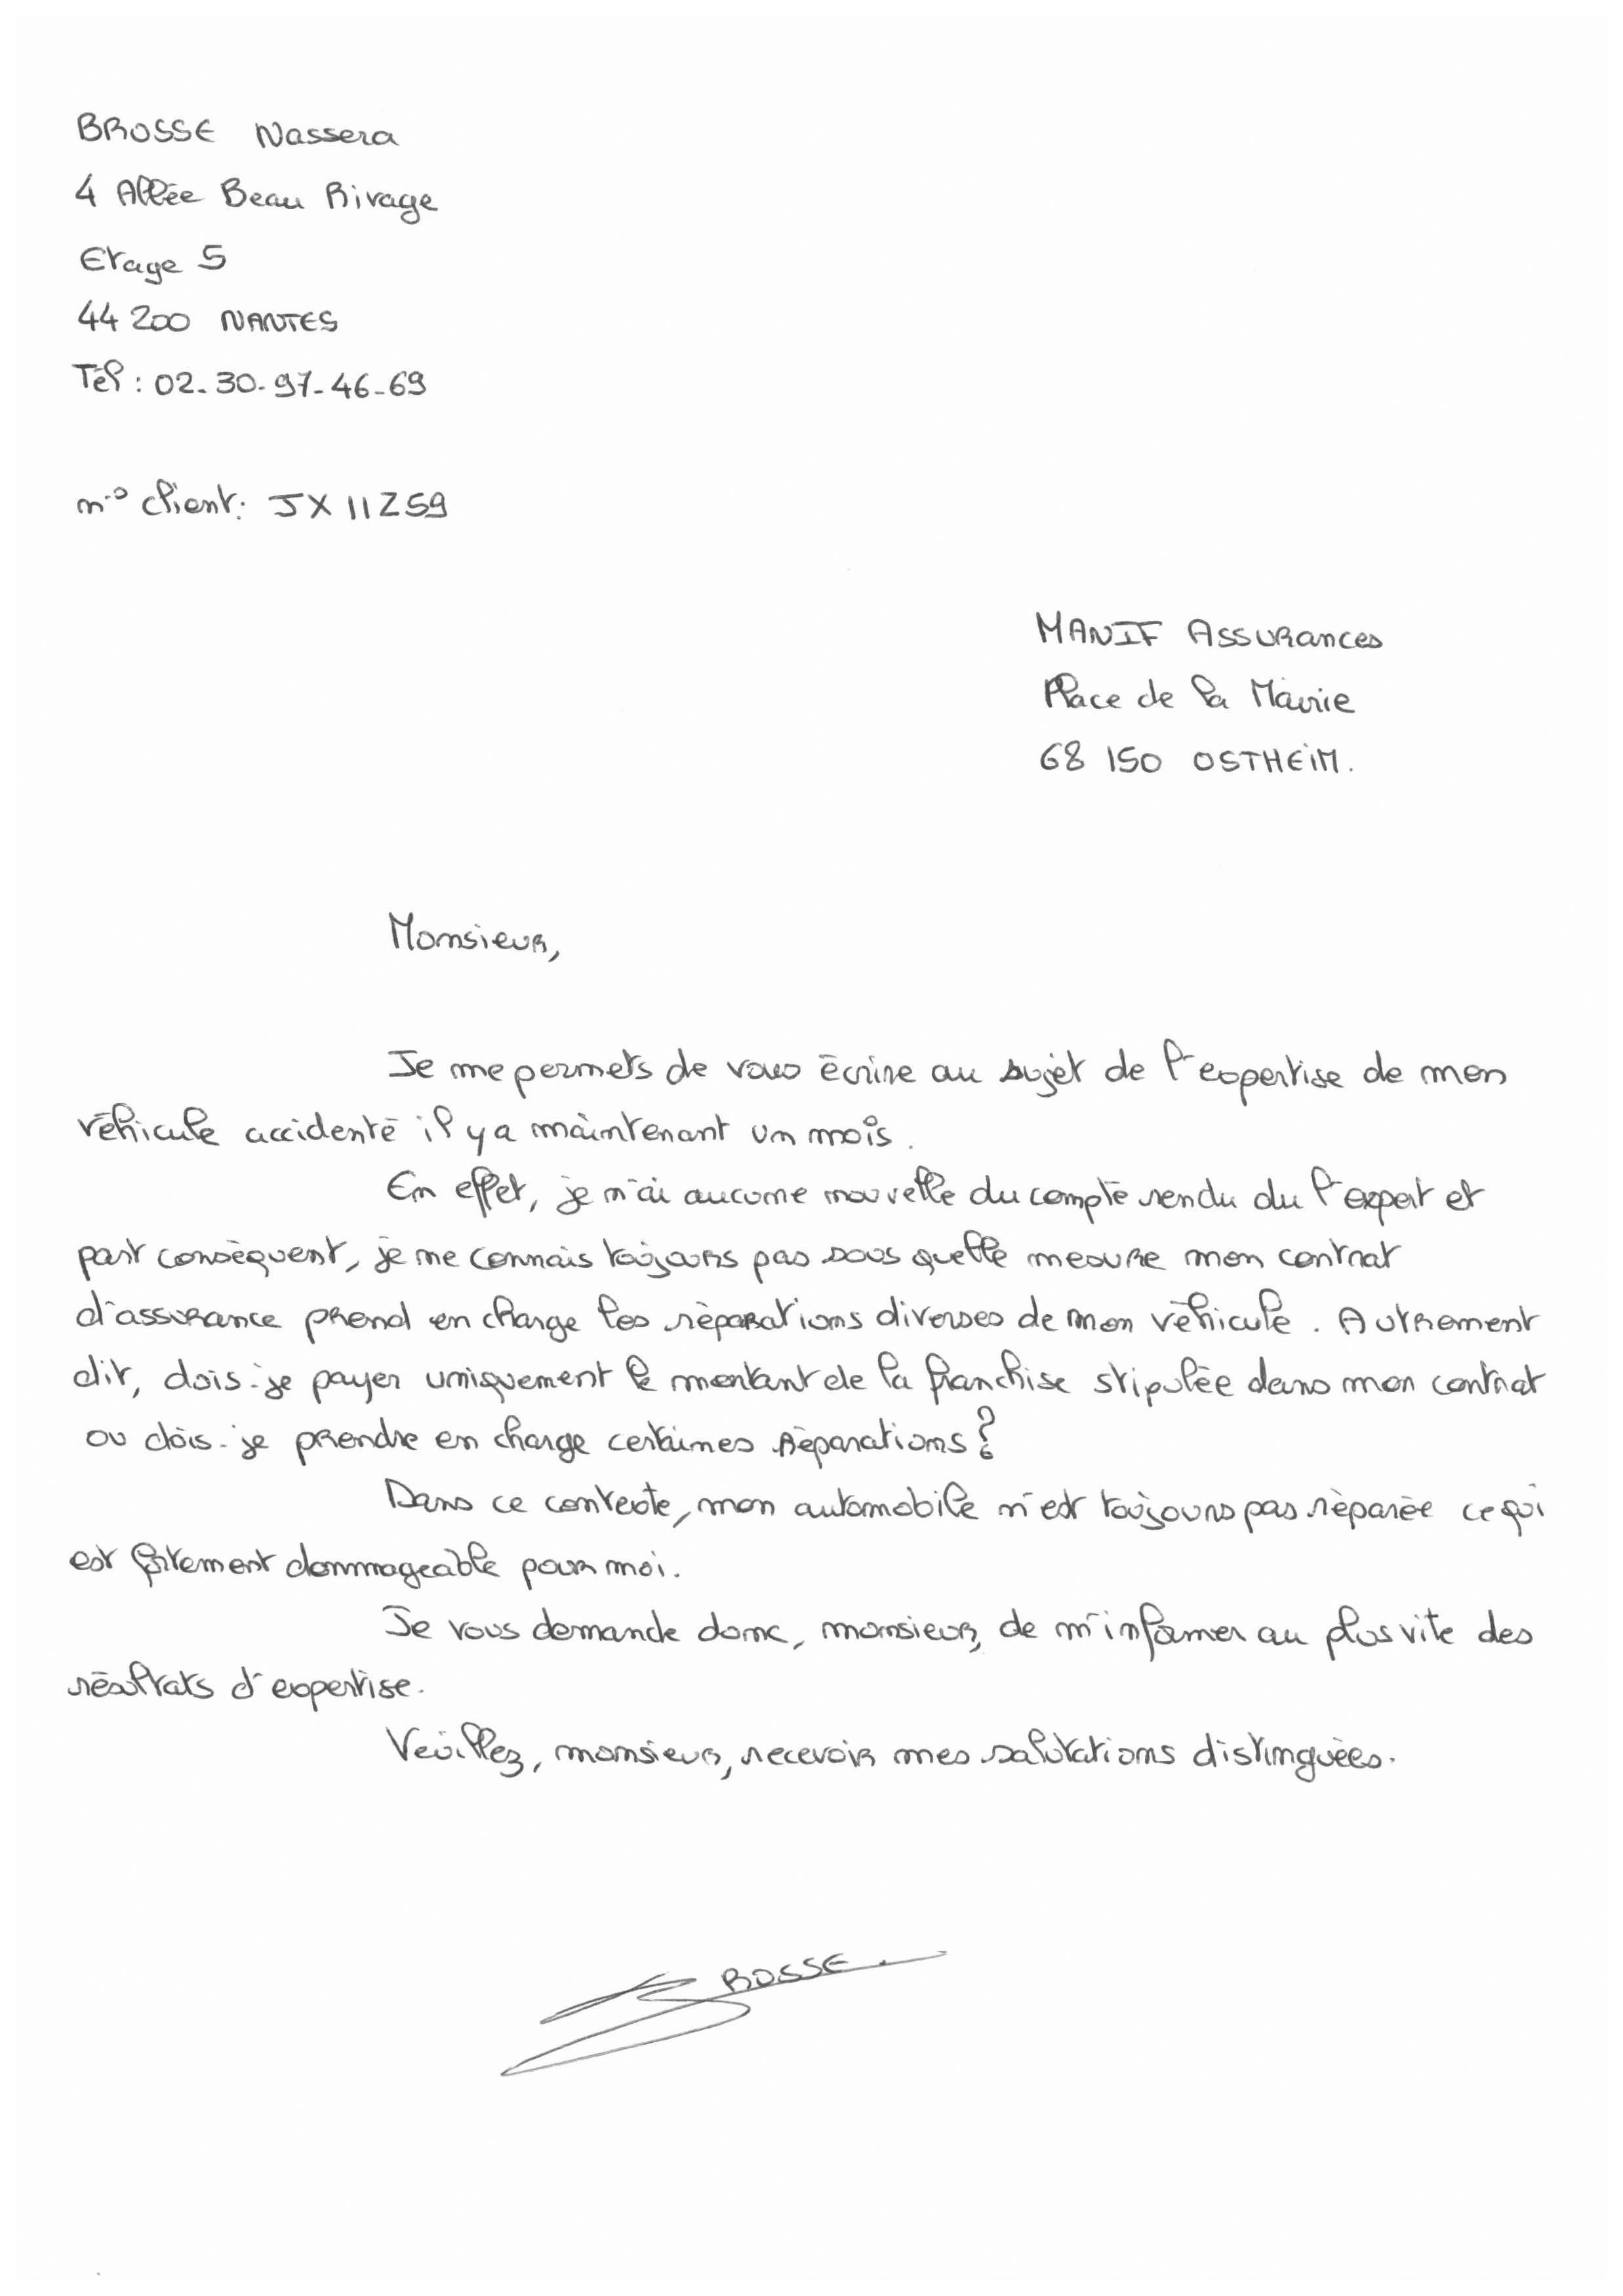 BROSSE Nassera
4 Allée Beau Rivage
Etage 5
44 200 NANTES
Tél : 02-30-97-46-69
n° client: JX11Z59
MANIF Assurances
Place de la Mairie
68 150 OSTHEIM.
Monsieur,
Je me permets de vous écrire au sujet de l'expertise de mon
véhicule accidenté il y a maintenant un mois.
En effet, je n'ai aucune nouvelle du compte rendu du l'expert et
part conséquent, je ne connais toujours pas sous quelle mesure mon contrat
d'assurance prend en charge les réparations diverses de mon véhicule. Autrement
dit, dois-je payer uniquement le montant de la franchise stipulée dans mon contrat
ou dois-je prendre en charge certaines réparations ?
Dans ce contexte, mon automobile n'est toujours pas réparée ce qui
est fortement dommageable pour moi.
Je vous demande donc, monsieur, de m'informer au plus vite des
résultats d'expertise.
Veuillez, monsieur, recevoir mes salutations distinguées.
BROSSE.